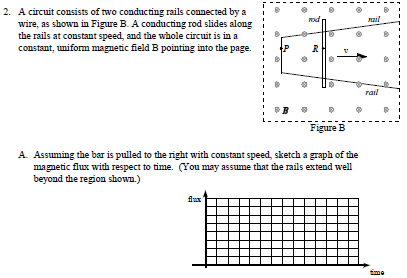 2. A circuit consists of two conducting rails connected by a
wire, as shown in Figure B. A conducting rod slides along
the rails at constant speed, and the whole circuit is in a
constant, uniform magnetic field B pointing into the page.
rod
rail
P
R
v
rail
B
Figure B
A. Assuming the bar is pulled to the right with constant speed, sketch a graph of the
magnetic flux with respect to time. (You may assume that the rails extend well
beyond the region shown.)
flux
time